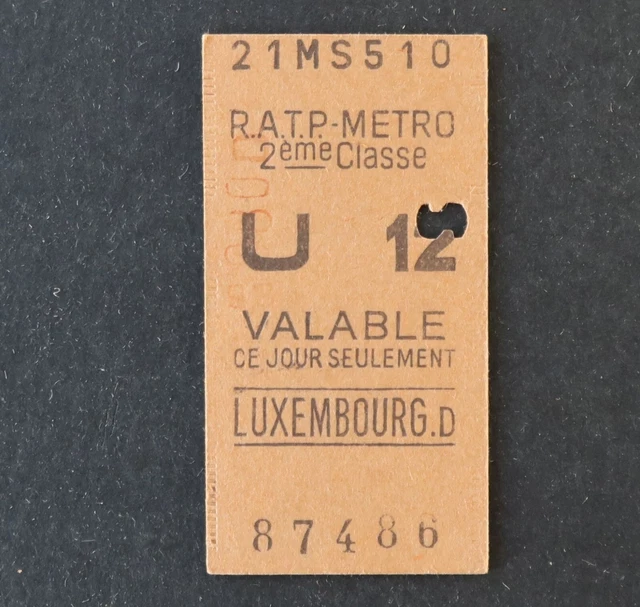 21MS510
R.A.T.P.-METRO
2ème Classe
U 12
VALABLE
CE JOUR SEULEMENT
LUXEMBOURG.D
87486